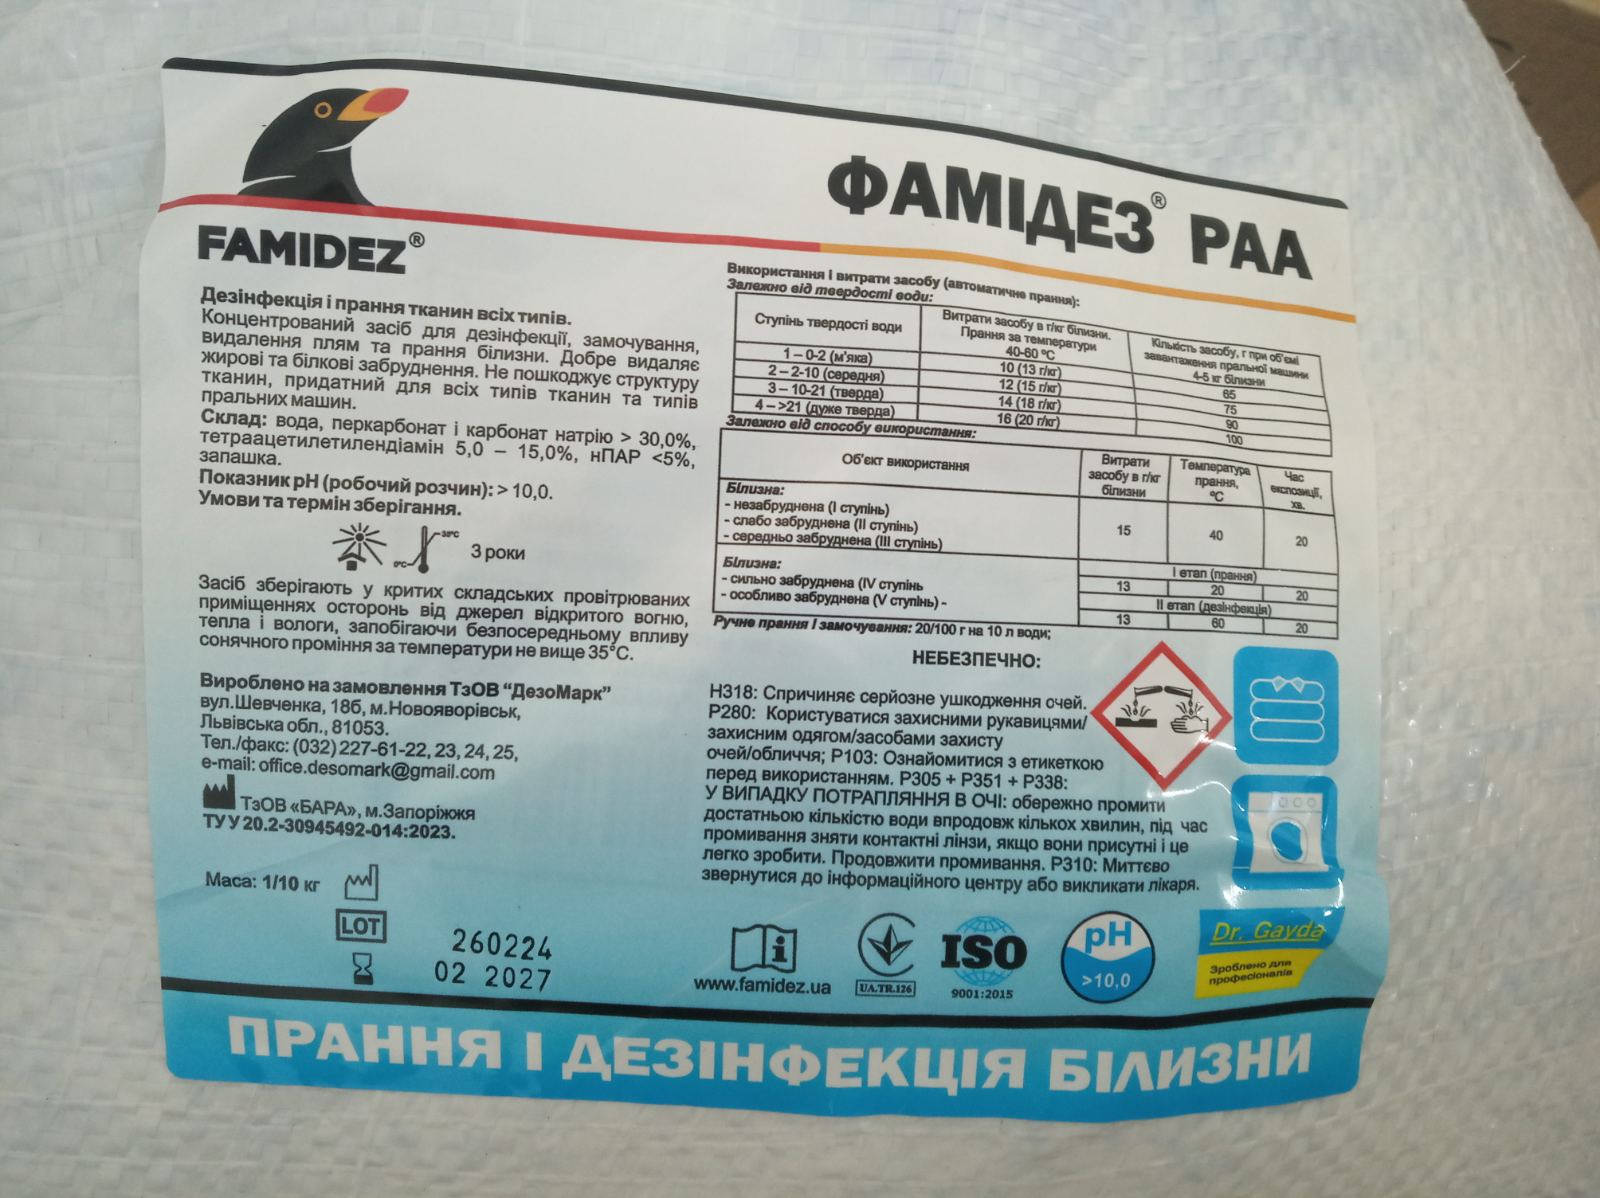 ФАМІДЕЗ® РАА
FAMIDEZ®
Дезінфекція і прання тканин всіх типів.
Концентрований засіб для дезінфекції, замочування,
видалення плям та прання білизни. Добре видаляє
жирові та білкові забруднення. Не пошкоджує структуру
тканин, придатний для всіх типів тканин та типів
пральних машин.
Склад: вода, перкарбонат і карбонат натрію > 30,0%,
тетраацетилетилендіамін 5,0 – 15,0%, нПАР <5%,
запашка.
Показник рН (робочий розчин): > 10,0.
Умови та термін зберігання.
35°C
0°C
3 роки
Засіб зберігають у критих складських провітрюваних
приміщеннях осторонь від джерел відкритого вогню,
тепла і вологи, запобігаючи безпосередньому впливу
сонячного проміння за температури не вище 35°С.
Вироблено на замовлення ТзОВ "ДезоМарк"
вул.Шевченка, 18б, м.Новояворівськ,
Львівська обл., 81053.
Тел./факс: (032) 227-61-22, 23, 24, 25,
e-mail: office.desomark@gmail.com
ТзОВ «БАРА», м.Запоріжжя
ТУ У 20.2-30945492-014:2023.
Маса: 1/10 кг
LOT
260224
02 2027
Використання і витрати засобу (автоматичне прання):
Залежно від твердості води:
Ступінь твердості води
Витрати засобу в г/кг білизни.
Прання за температури
40-60 ºС
Кількість засобу, г при об'ємі
завантаження пральної машини
4-5 кг білизни
1 – 0-2 (м'яка)
10 (13 г/кг)
65
2 – 2-10 (середня)
12 (15 г/кг)
75
3 – 10-21 (тверда)
14 (18 г/кг)
90
4 – >21 (дуже тверда)
16 (20 г/кг)
100
Залежно від способу використання:
Об'єкт використання
Витрати
засобу в г/кг
білизни
Температура
прання,
ºС
Час
експозиції,
хв.
Білизна:
- незабруднена (І ступінь)
- слабо забруднена (ІІ ступінь)
- середньо забруднена (ІІІ ступінь)
15
40
20
Білизна:
- сильно забруднена (IV ступінь
- особливо забруднена (V ступінь) -
І етап (прання)
13
20
20
ІІ етап (дезінфекція)
13
60
20
Ручне прання / замочування: 20/100 г на 10 л води;
НЕБЕЗПЕЧНО:
H318: Спричиняє серйозне ушкодження очей.
P280: Користуватися захисними рукавицями/
захисним одягом/засобами захисту
очей/обличчя; P103: Ознайомитися з етикеткою
перед використанням. P305 + P351 + P338:
У ВИПАДКУ ПОТРАПЛЯННЯ В ОЧІ: обережно промити
достатньою кількістю води впродовж кількох хвилин, під час
промивання зняти контактні лінзи, якщо вони присутні і це
легко зробити. Продовжити промивання. P310: Миттєво
звернутися до інформаційного центру або викликати лікаря.
www.famidez.ua
UA.TR.126
ISO
9001:2015
pH
>10,0
Dr. Gayda
Зроблено для
професіоналів
ПРАННЯ І ДЕЗІНФЕКЦІЯ БІЛИЗНИ